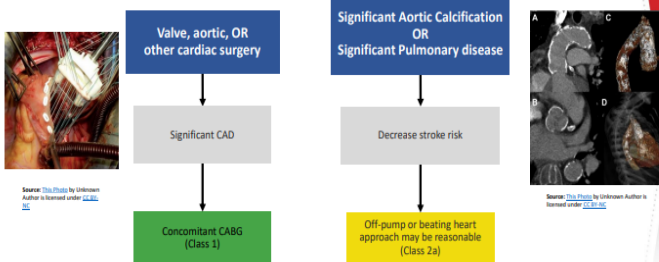 Valve, aortic, OR
other cardiac surgery
Significant CAD
Concomitant CABG
(Class 1)
Source: This Photo by Unknown
Author is licensed under CC BY-
NC
Significant Aortic Calcification
OR
Significant Pulmonary disease
Decrease stroke risk
Off-pump or beating heart
approach may be reasonable
(Class 2a)
A
C
B
D
Source: This Photo by Unknown Author is
licensed under CC BY-NC